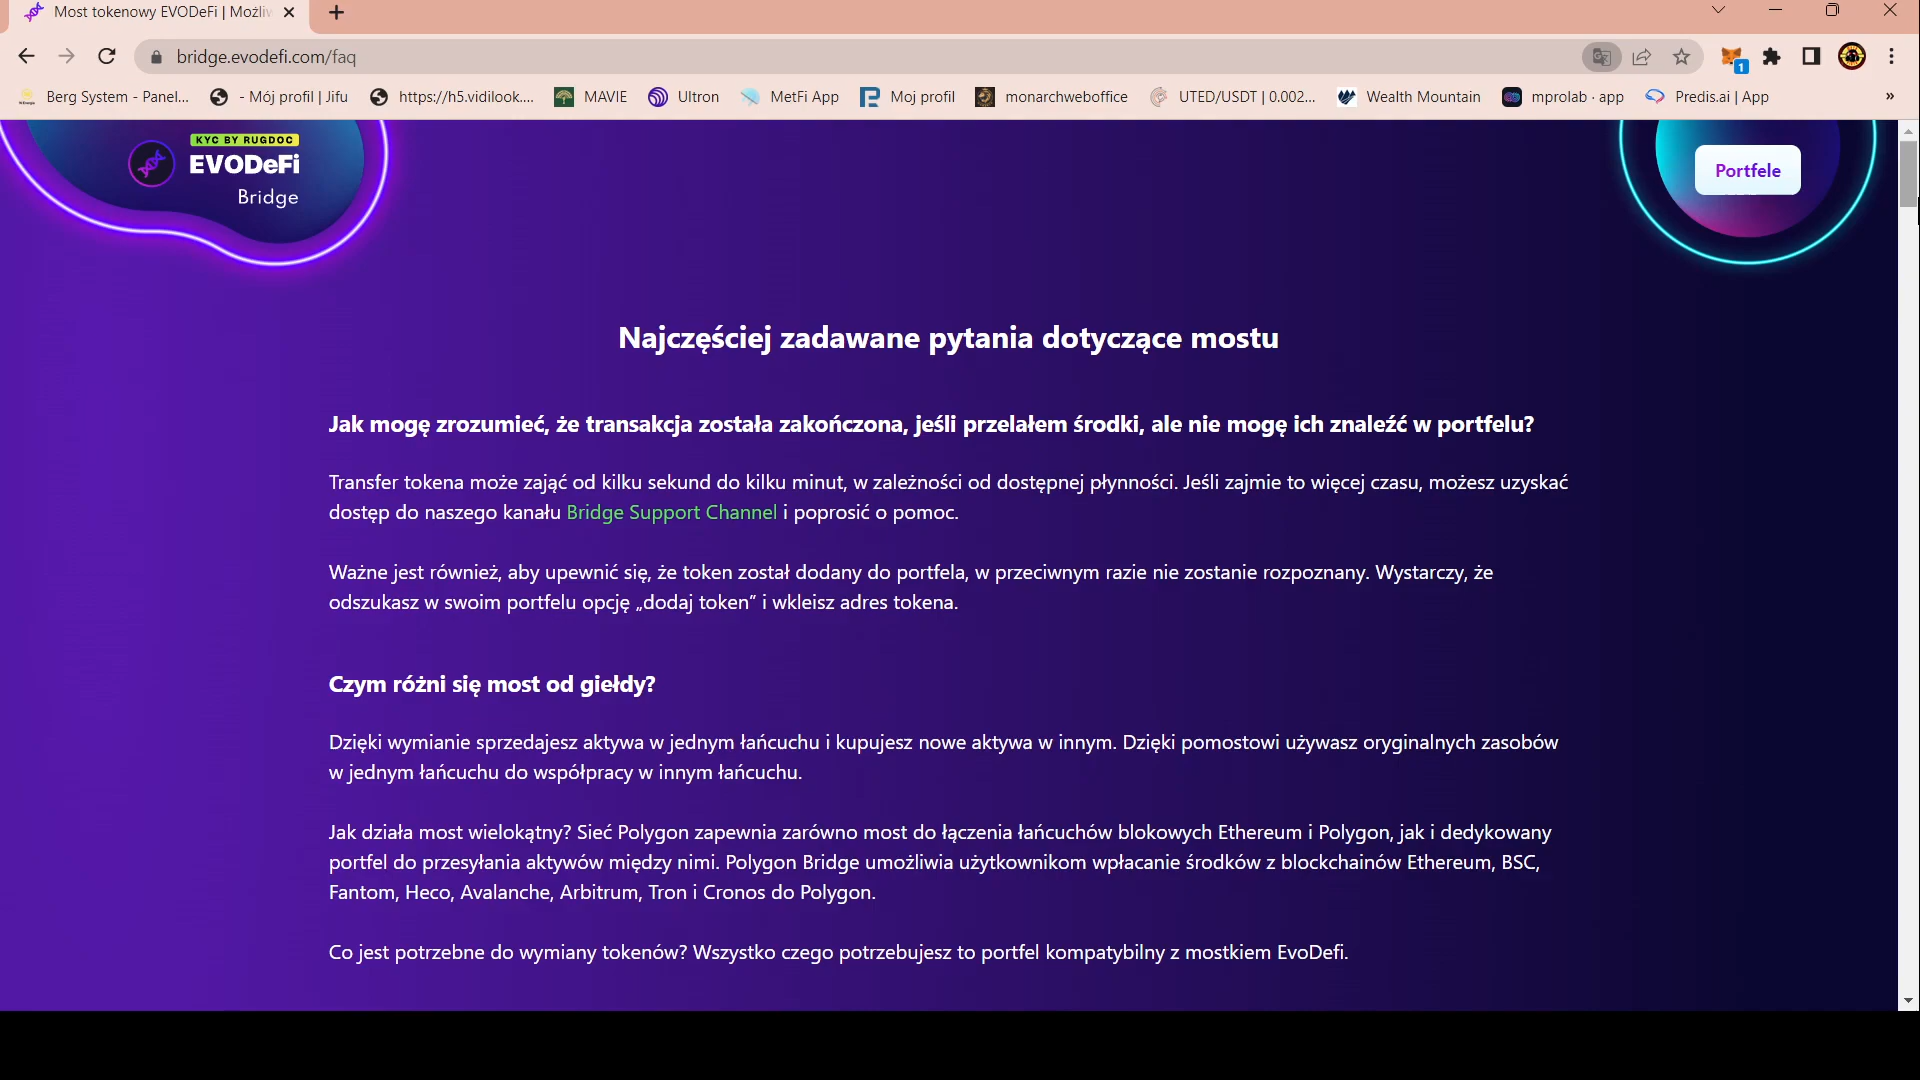 Most tokenowy EVODeFi | Możliw
bridge.evodefi.com/faq
1
Berg System - Panel...
- Mój profil | Jifu
https://h5.vidilook....
MAVIE
Ultron
MetFi App
Moj profil
monarchweboffice
UTED/USDT | 0.002...
Wealth Mountain
mprolab · app
Predis.ai | App
»
KYC BY RUGDOC
EVODeFi
Bridge
Portfele
Najczęściej zadawane pytania dotyczące mostu
Jak mogę zrozumieć, że transakcja została zakończona, jeśli przelałem środki, ale nie mogę ich znaleźć w portfelu?
Transfer tokena może zająć od kilku sekund do kilku minut, w zależności od dostępnej płynności. Jeśli zajmie to więcej czasu, możesz uzyskać
dostęp do naszego kanału Bridge Support Channel i poprosić o pomoc.
Ważne jest również, aby upewnić się, że token został dodany do portfela, w przeciwnym razie nie zostanie rozpoznany. Wystarczy, że
odszukasz w swoim portfelu opcję „dodaj token” i wkleisz adres tokena.
Czym różni się most od giełdy?
Dzięki wymianie sprzedajesz aktywa w jednym łańcuchu i kupujesz nowe aktywa w innym. Dzięki pomostowi używasz oryginalnych zasobów
w jednym łańcuchu do współpracy w innym łańcuchu.
Jak działa most wielokątny? Sieć Polygon zapewnia zarówno most do łączenia łańcuchów blokowych Ethereum i Polygon, jak i dedykowany
portfel do przesyłania aktywów między nimi. Polygon Bridge umożliwia użytkownikom wpłacanie środków z blockchainów Ethereum, BSC,
Fantom, Heco, Avalanche, Arbitrum, Tron i Cronos do Polygon.
Co jest potrzebne do wymiany tokenów? Wszystko czego potrzebujesz to portfel kompatybilny z mostkiem EvoDefi.